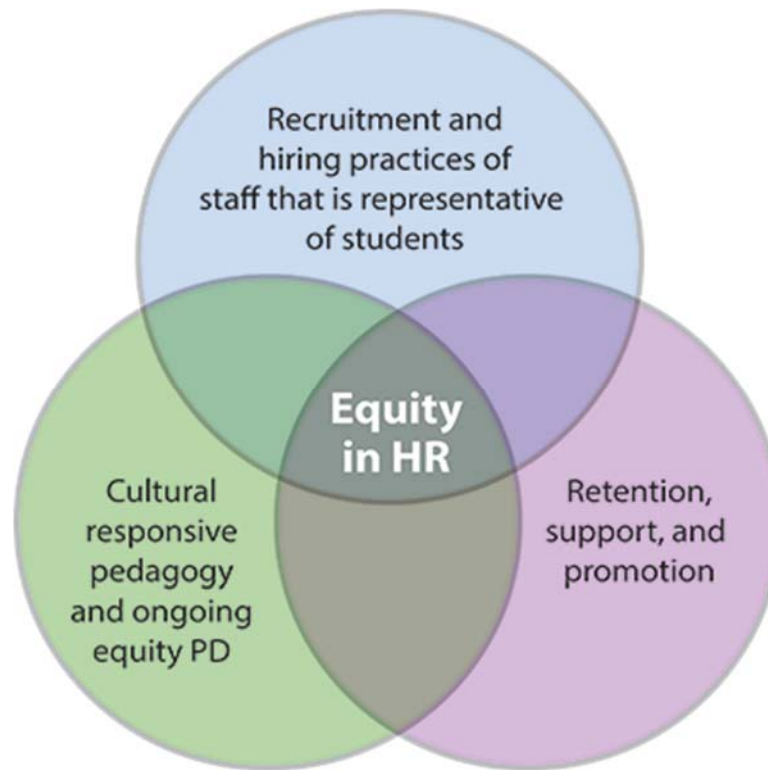 Recruitment and
hiring practices of
staff that is representative
of students
Equity
in HR
Cultural
responsive
pedagogy
and ongoing
equity PD
Retention,
support, and
promotion